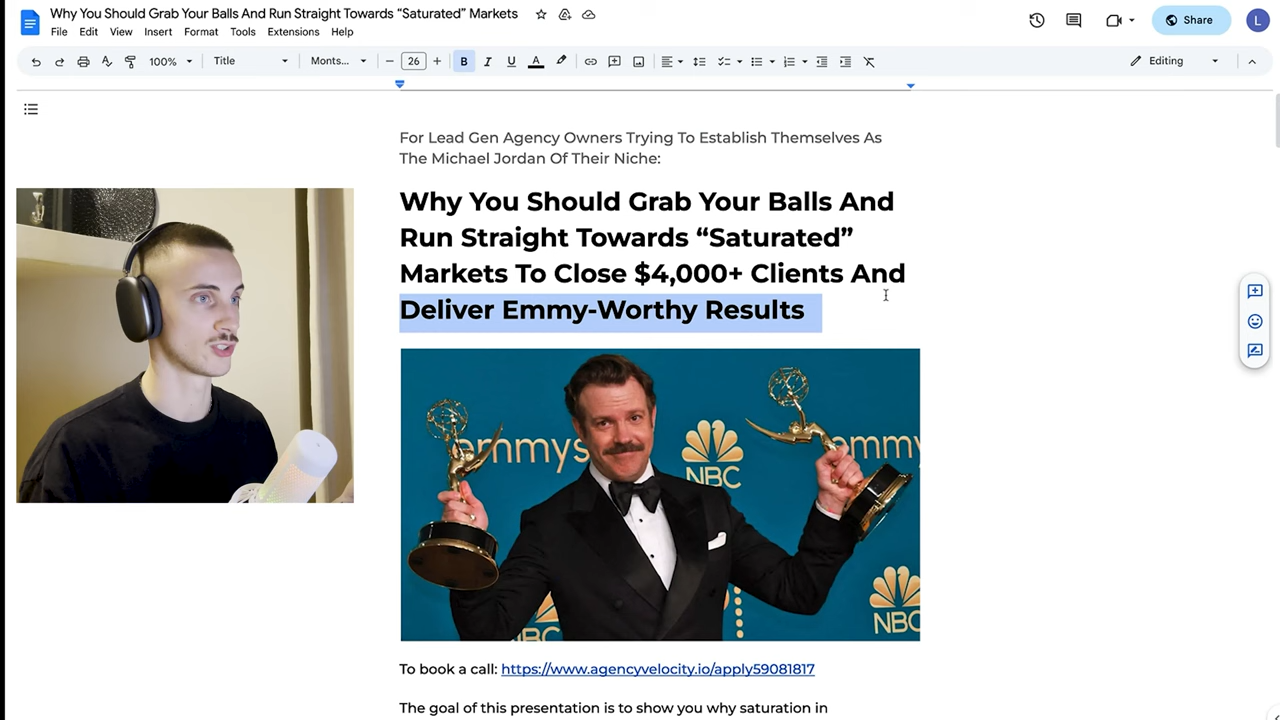 Why You Should Grab Your Balls And Run Straight Towards “Saturated” Markets
File Edit View Insert Format Tools Extensions Help
Share
L
100% Title Monts... 26 B I U A Editing
For Lead Gen Agency Owners Trying To Establish Themselves As
The Michael Jordan Of Their Niche:
Why You Should Grab Your Balls And
Run Straight Towards “Saturated”
Markets To Close $4,000+ Clients And
Deliver Emmy-Worthy Results
emmys
NBC
emmy
NBC
NBC
To book a call: https://www.agencyvelocity.io/apply59081817
The goal of this presentation is to show you why saturation in